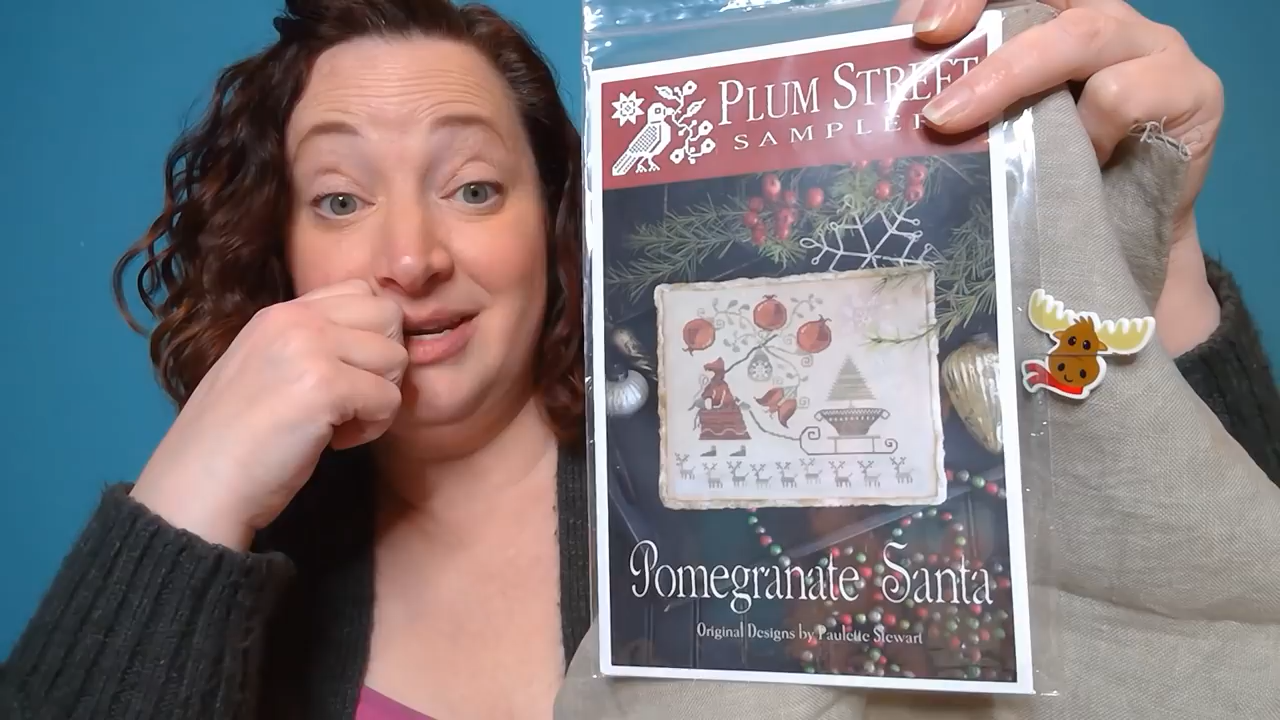 PLUM STREET
SAMPLER
Pomegranate Santa
Original Designs by Paulette Stewart